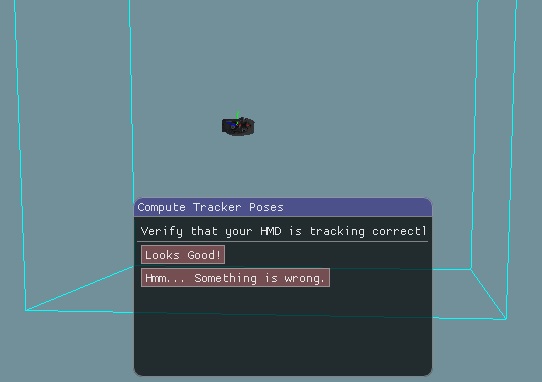 Compute Tracker Poses
Verify that your HMD is tracking correctl
Looks Good!
Hmm... Something is wrong.